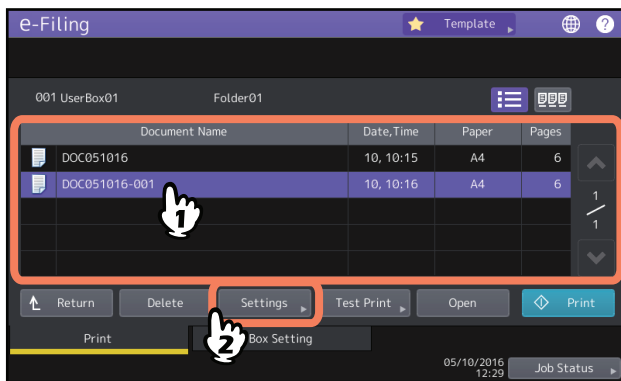 e-Filing Template ?
001 UserBox01 Folder01
Document Name Date,Time Paper Pages
DOC051016 10, 10:15 A4 6
DOC051016-001 10, 10:16 A4 6
1
1
1
Return Delete Settings Test Print Open Print
2
Print Box Setting
05/10/2016
12:29
Job Status